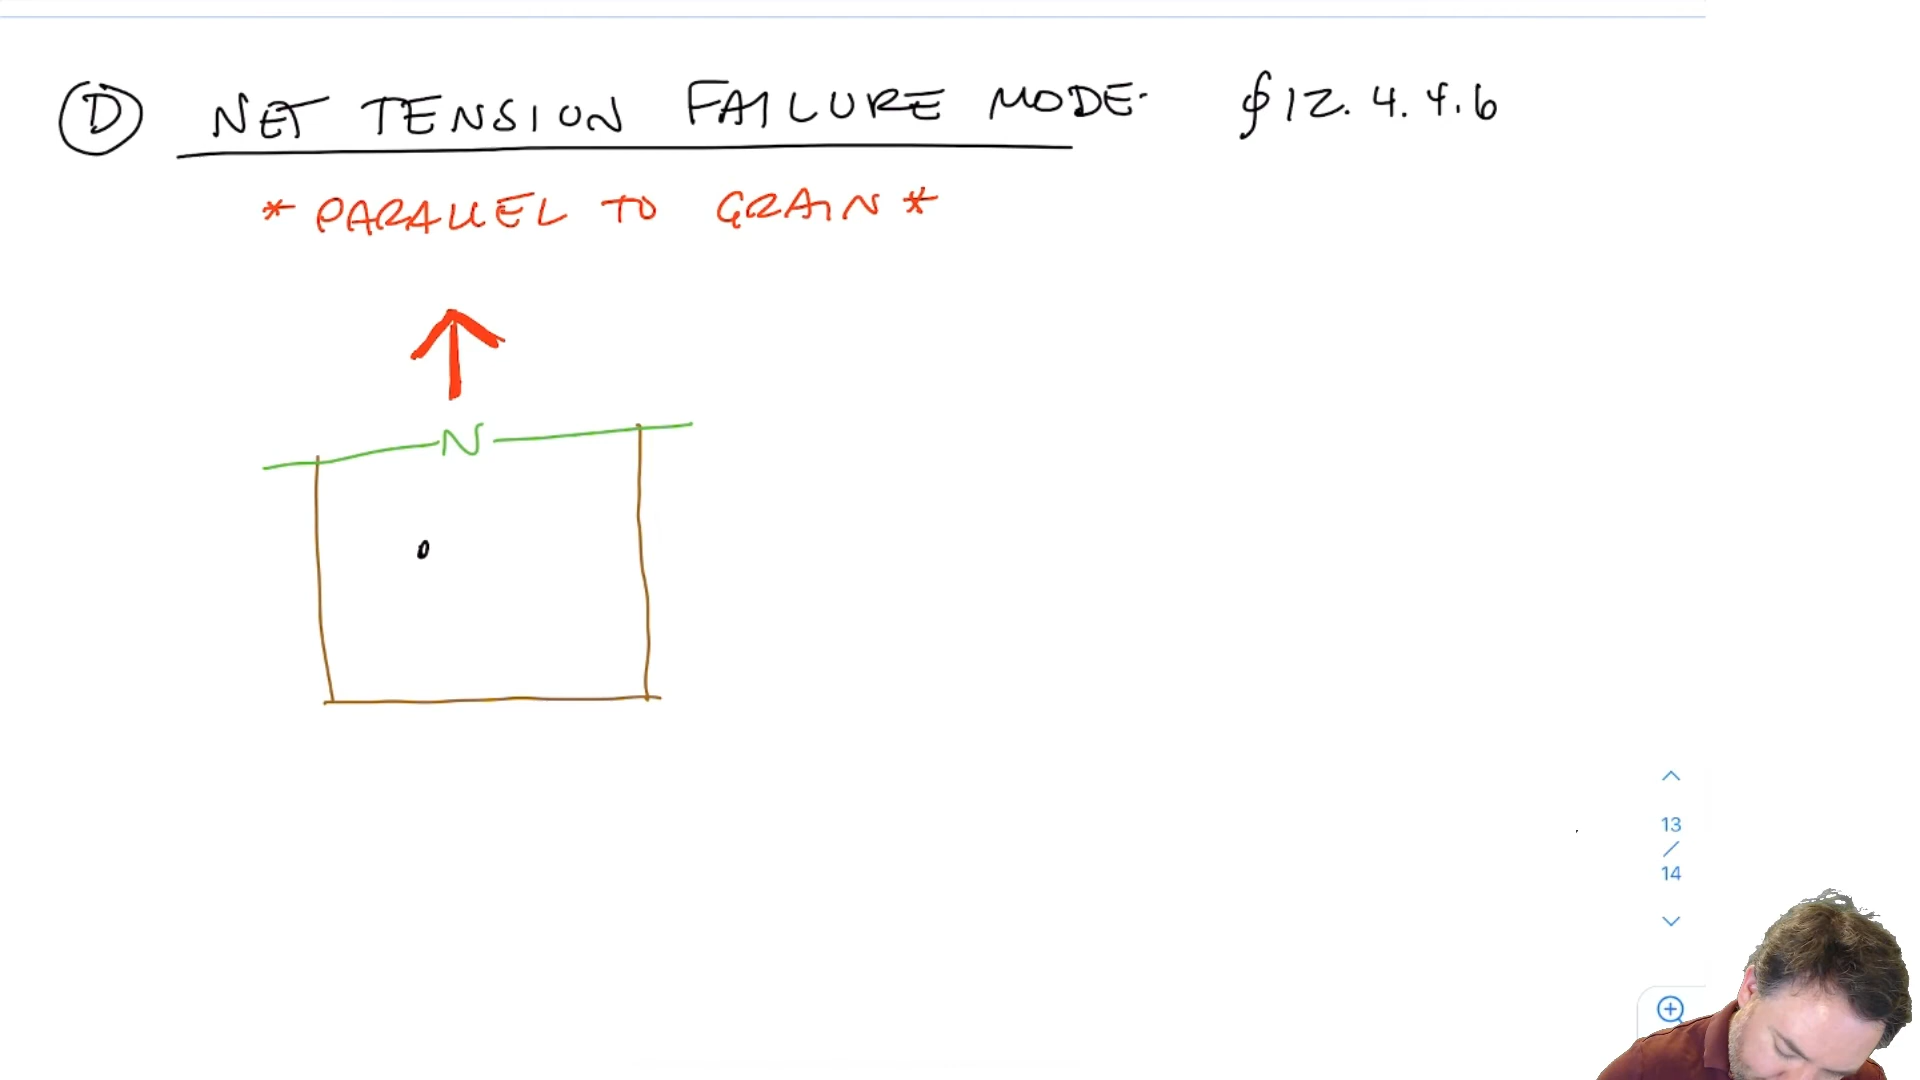 D NET TENSION FAILURE MODE. §12.4.4.6
* PARALLEL TO GRAIN *
N
13
/
14